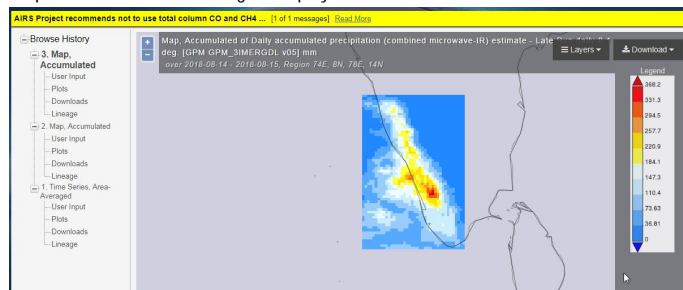 AIRS Project recommends not to use total column CO and CH4 ... [1 of 1 messages] Read More
Browse History
3. Map, Accumulated
User Input
Plots
Downloads
Lineage
2. Map, Accumulated
User Input
Plots
Downloads
Lineage
1. Time Series, Area-Averaged
User Input
Plots
Downloads
Lineage
+
-
Map, Accumulated of Daily accumulated precipitation (combined microwave-IR) estimate - Late
deg. [GPM GPM_3IMERGDL v05] mm
over 2018-08-14 - 2018-08-15, Region 74E, 8N, 78E, 14N
Layers
Download
Legend
368.2
331.3
294.5
257.7
220.9
184.1
147.3
110.4
73.63
36.81
0